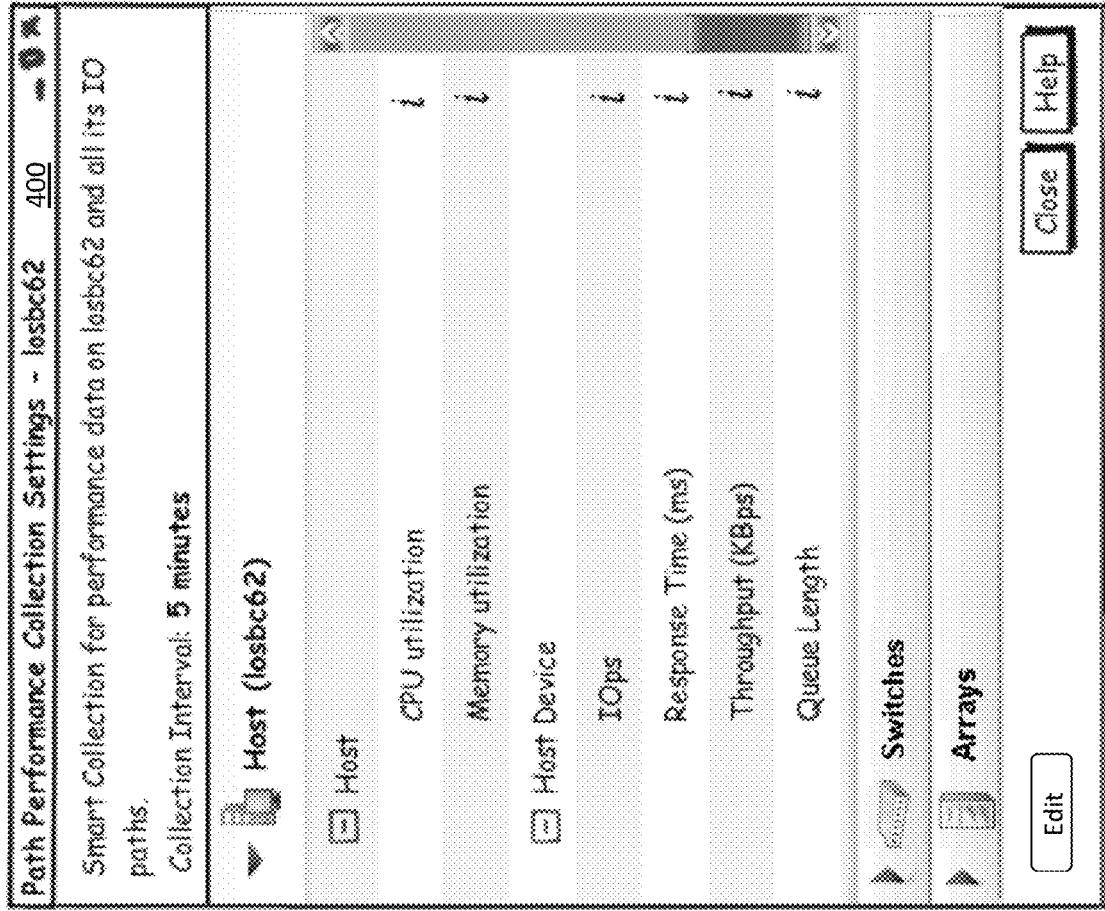 Path Performance Collection Settings - losbc62 400
Smart Collection for performance data on losbc62 and all its IO
paths.
Collection Interval: 5 minutes
Host (losbc62)
Host
CPU utilization i
Memory utilization i
Host Device
IOps i
Response Time (ms) i
Throughput (KBps) i
Queue Length i
Switches
Arrays
Edit Close Help